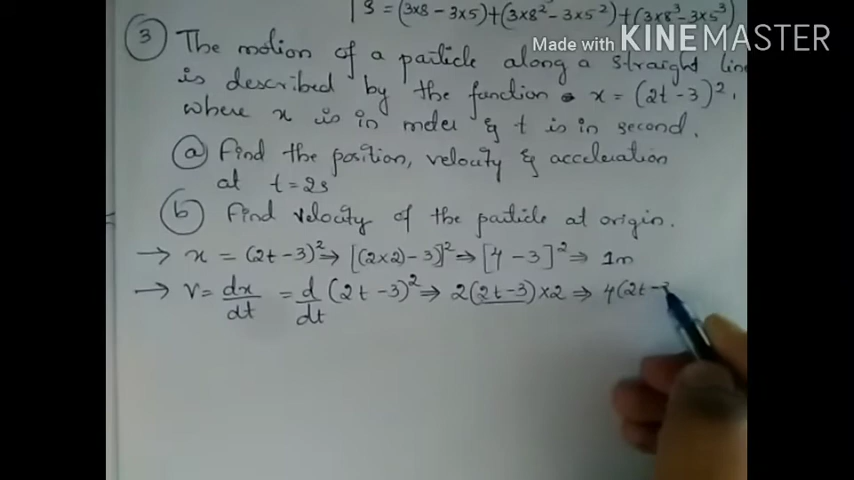 3 = (3×8 - 3×5)+(3×8² - 3×5²)+(3×8³ - 3×5³)
Made with KINEMASTER
③ The motion of a particle along a straight line
is described by the function x = (2t-3)².
where x is in meter & t is in second.
ⓐ Find the position, velocity & acceleration
at t=2s
ⓑ Find velocity of the particle at origin.
→ x = (2t-3)² ⇒ [(2×2)-3]² ⇒ [4-3]² ⇒ 1m
→ v = dx/dt = d/dt (2t-3)² ⇒ 2(2t-3)×2 ⇒ 4(2t-